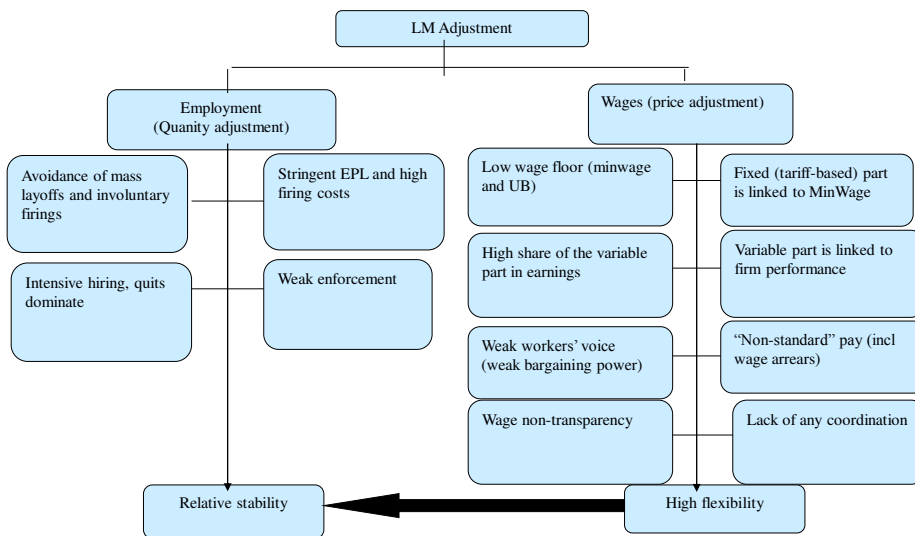 LM Adjustment
Employment
(Quanity adjustment)
Wages (price adjustment)
Avoidance of mass
layoffs and involuntary
firings
Stringent EPL and high
firing costs
Low wage floor (minwage
and UB)
Fixed (tariff-based) part
is linked to MinWage
Intensive hiring, quits
dominate
Weak enforcement
High share of the variable
part in earnings
Variable part is linked to
firm performance
Weak workers’ voice
(weak bargaining power)
“Non-standard” pay (incl
wage arrears)
Wage non-transparency
Lack of any coordination
Relative stability
High flexibility